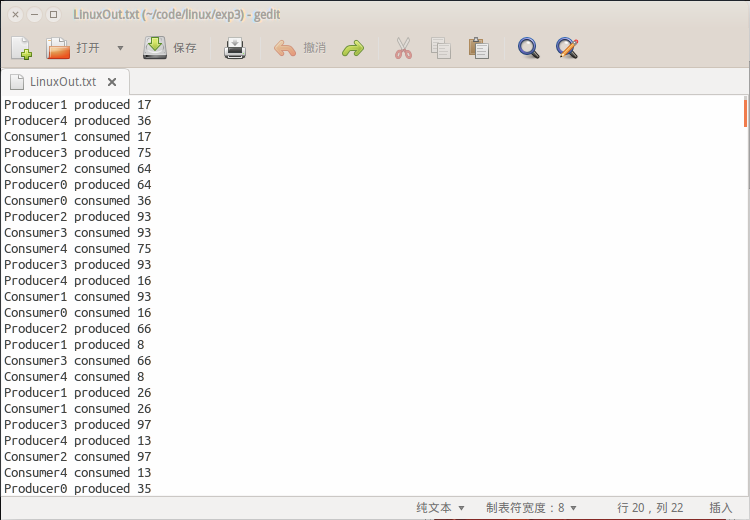 LinuxOut.txt (~/code/linux/exp3) - gedit
打开 保存 撤消
LinuxOut.txt
Producer1 produced 17
Producer4 produced 36
Consumer1 consumed 17
Producer3 produced 75
Consumer2 consumed 64
Producer0 produced 64
Consumer0 consumed 36
Producer2 produced 93
Consumer3 consumed 93
Consumer4 consumed 75
Producer3 produced 93
Producer4 produced 16
Consumer1 consumed 93
Consumer0 consumed 16
Producer2 produced 66
Producer1 produced 8
Consumer3 consumed 66
Consumer4 consumed 8
Producer1 produced 26
Consumer1 consumed 26
Producer3 produced 97
Producer4 produced 13
Consumer2 consumed 97
Consumer4 consumed 13
Producer0 produced 35
纯文本 制表符宽度：8 行 20，列 22 插入